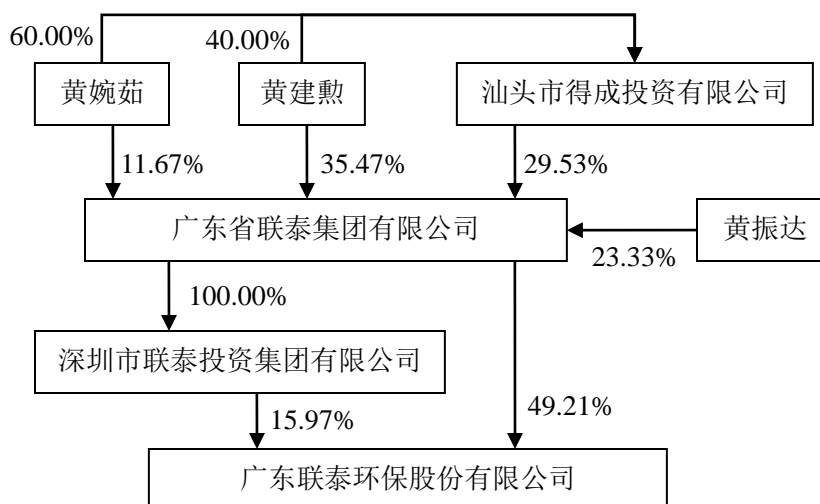 60.00%
40.00%
黄婉茹
黄建勲
汕头市得成投资有限公司
11.67%
35.47%
29.53%
广东省联泰集团有限公司
黄振达
23.33%
100.00%
深圳市联泰投资集团有限公司
15.97%
49.21%
广东联泰环保股份有限公司